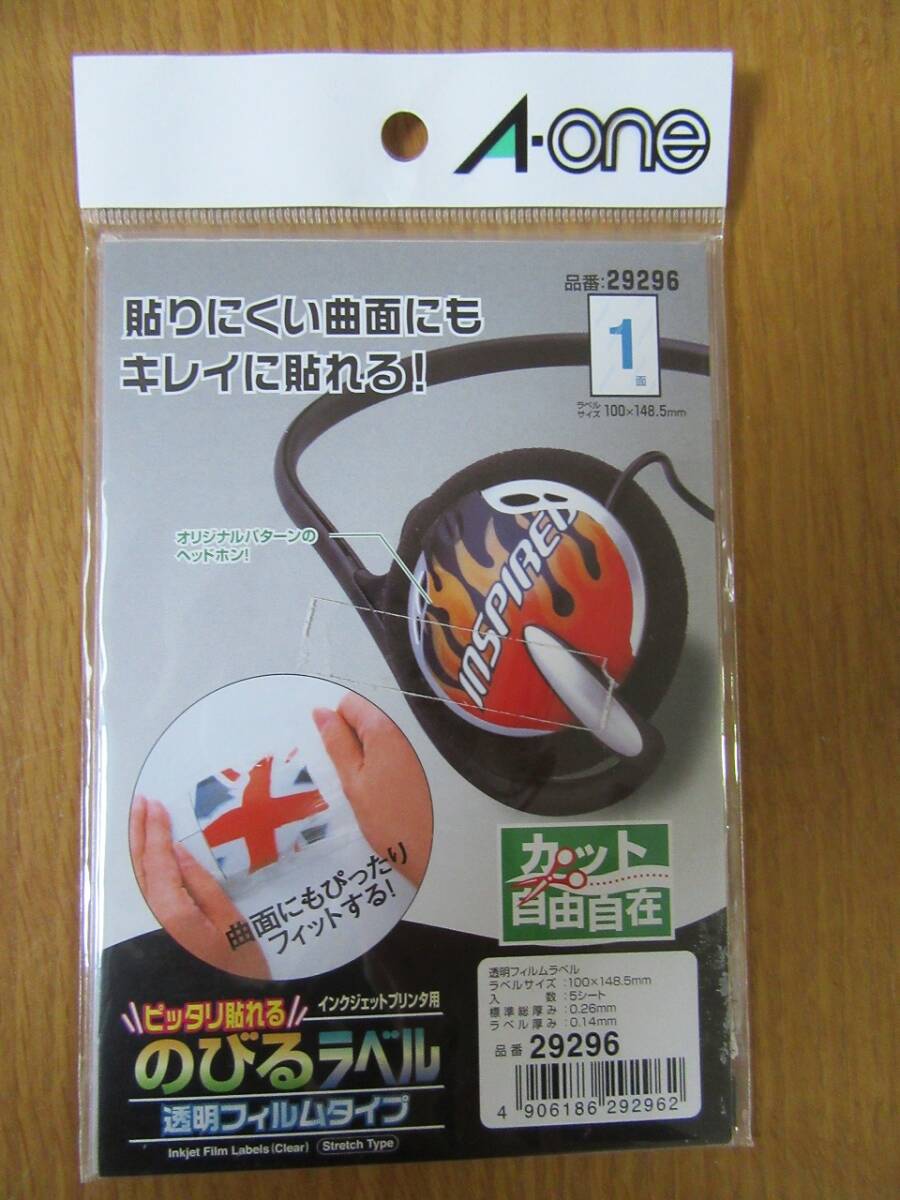 A-one
品番:29296
1
面
ラベル
サイズ 100×148.5mm
貼りにくい曲面にも
キレイに貼れる!
オリジナルパターンの
ヘッドホン!
INSPIRED
曲面にもぴったり
フィットする!
カット
自由自在
ピッタリ貼れる
インクジェットプリンタ用
のびるラベル
透明フィルムタイプ
Inkjet Film Labels(Clear) Stretch Type
透明フィルムラベル
ラベルサイズ :100×148.5mm
入 数 :5シート
標準総厚み :0.26mm
ラベル厚み :0.14mm
品番 29296
4 906186 292962